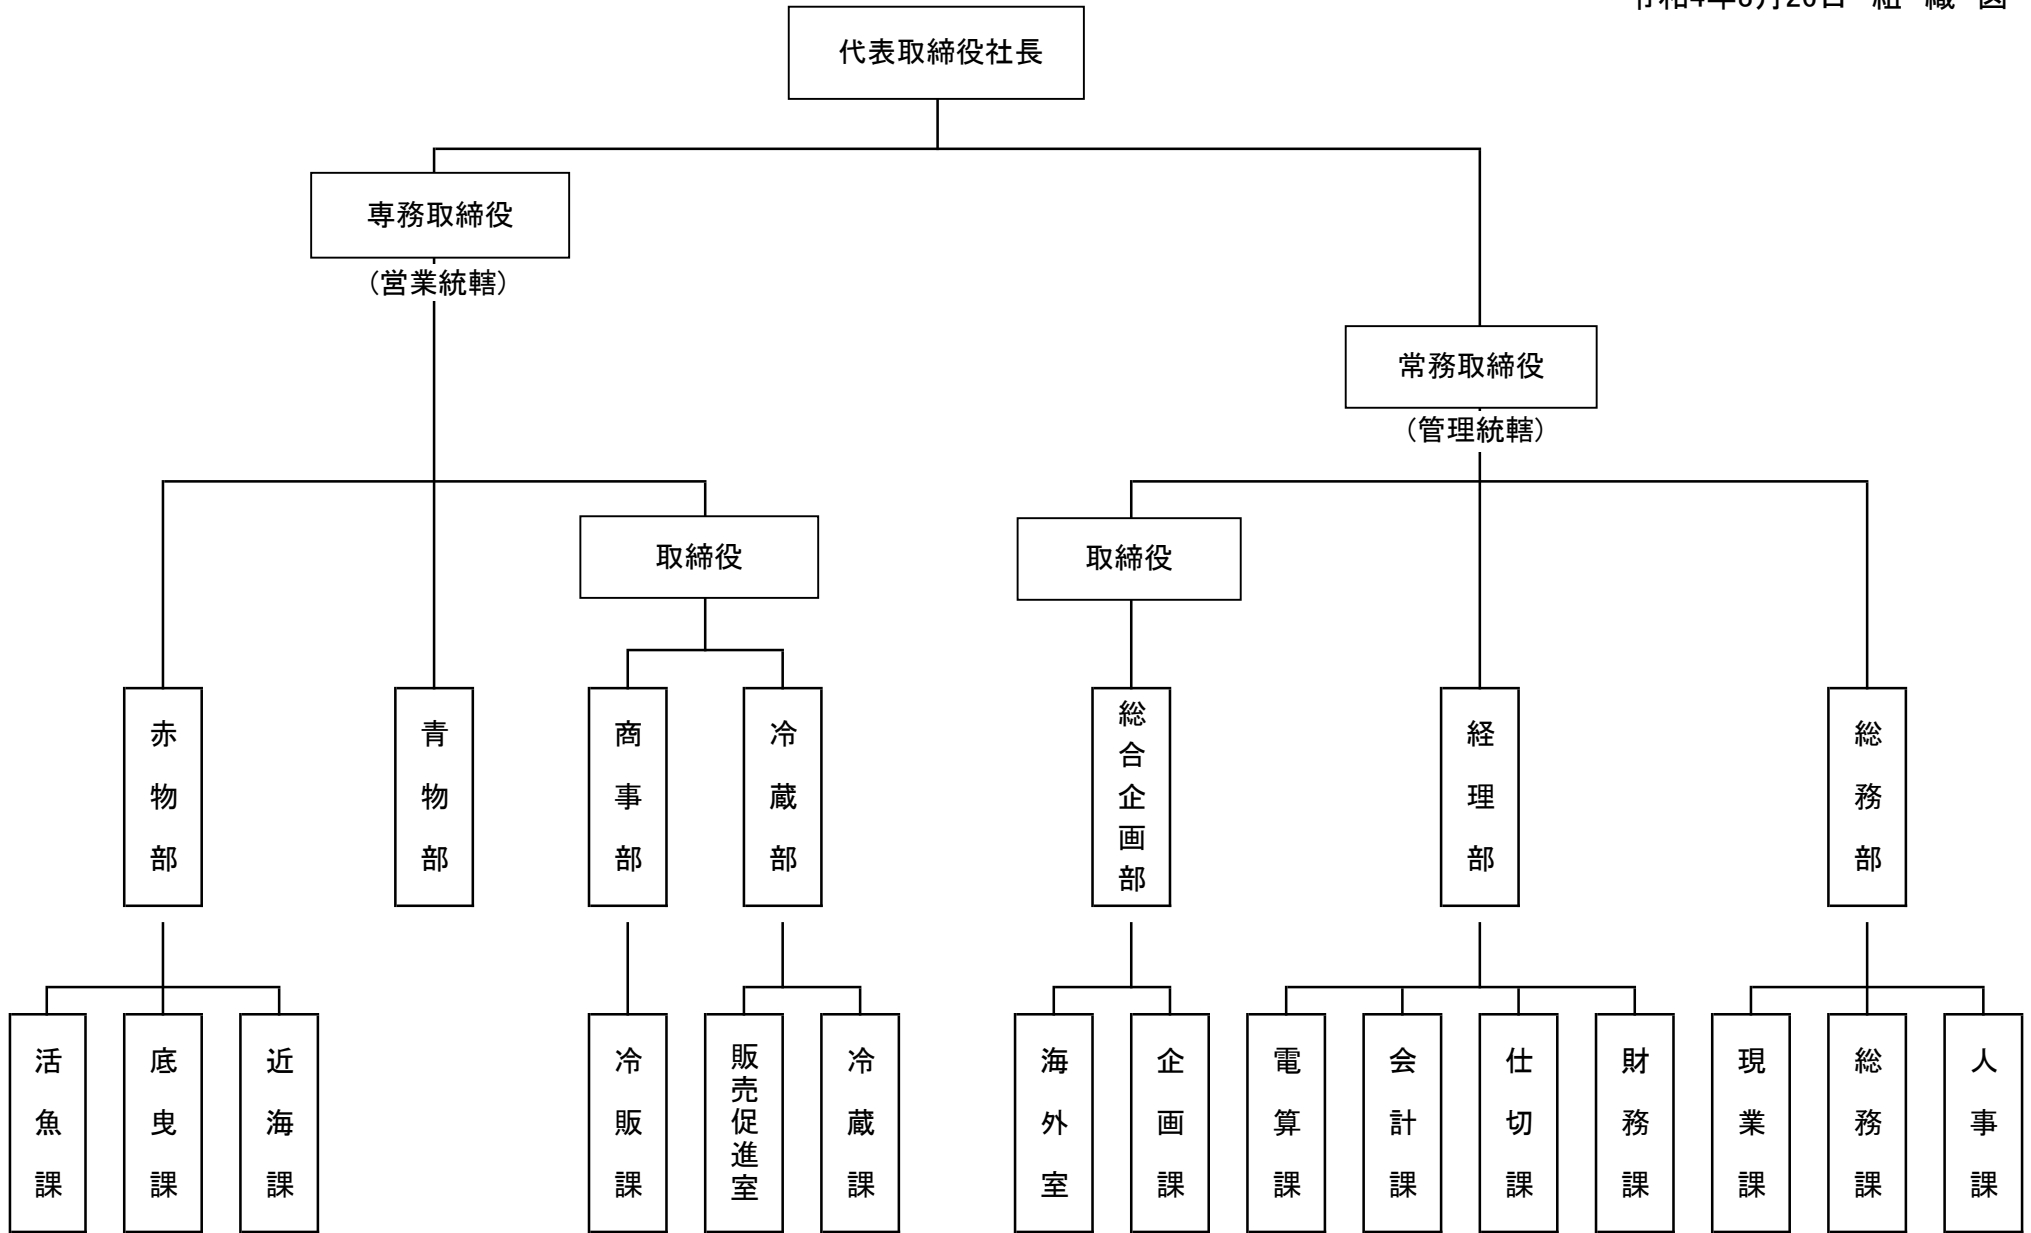 組 織 図
代表取締役社長
専務取締役
(営業統轄)
常務取締役
(管理統轄)
取締役
取締役
赤物部
青物部
商事部
冷蔵部
総合企画部
経理部
総務部
活魚課
底曳課
近海課
冷販課
販売促進室
冷蔵課
海外室
企画課
電算課
会計課
仕切課
財務課
現業課
総務課
人事課